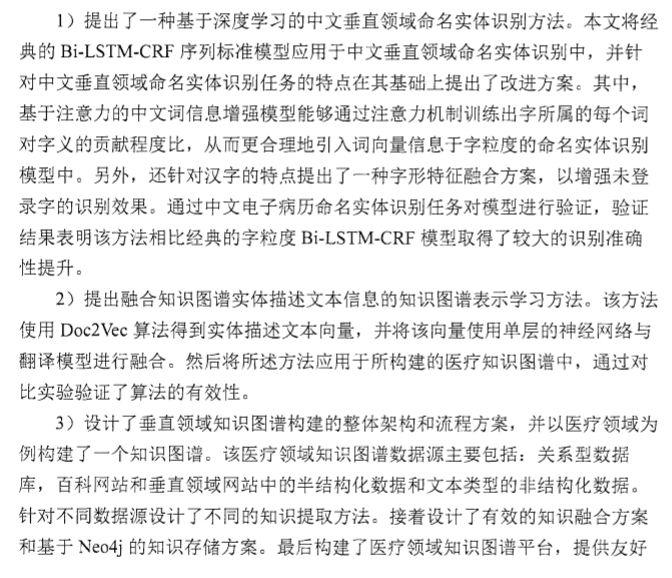 1）提出了一种基于深度学习的中文垂直领域命名实体识别方法。本文将经
典的 Bi-LSTM-CRF 序列标准模型应用于中文垂直领域命名实体识别中，并针
对中文垂直领域命名实体识别任务的特点在其基础上提出了改进方案。其中，
基于注意力的中文词信息增强模型能够通过注意力机制训练出字所属的每个词
对字义的贡献程度比，从而更合理地引入词向量信息于字粒度的命名实体识别
模型中。另外，还针对汉字的特点提出了一种字形特征融合方案，以增强未登
录字的识别效果。通过中文电子病历命名实体识别任务对模型进行验证，验证
结果表明该方法相比经典的字粒度 Bi-LSTM-CRF 模型取得了较大的识别准确
性提升。
2）提出融合知识图谱实体描述文本信息的知识图谱表示学习方法。该方法
使用 Doc2Vec 算法得到实体描述文本向量，并将该向量使用单层的神经网络与
翻译模型进行融合。然后将所述方法应用于所构建的医疗知识图谱中，通过对
比实验验证了算法的有效性。
3）设计了垂直领域知识图谱构建的整体架构和流程方案，并以医疗领域为
例构建了一个知识图谱。该医疗领域知识图谱数据源主要包括：关系型数据
库，百科网站和垂直领域网站中的半结构化数据和文本类型的非结构化数据。
针对不同数据源设计了不同的知识提取方法。接着设计了有效的知识融合方案
和基于 Neo4j 的知识存储方案。最后构建了医疗领域知识图谱平台，提供友好